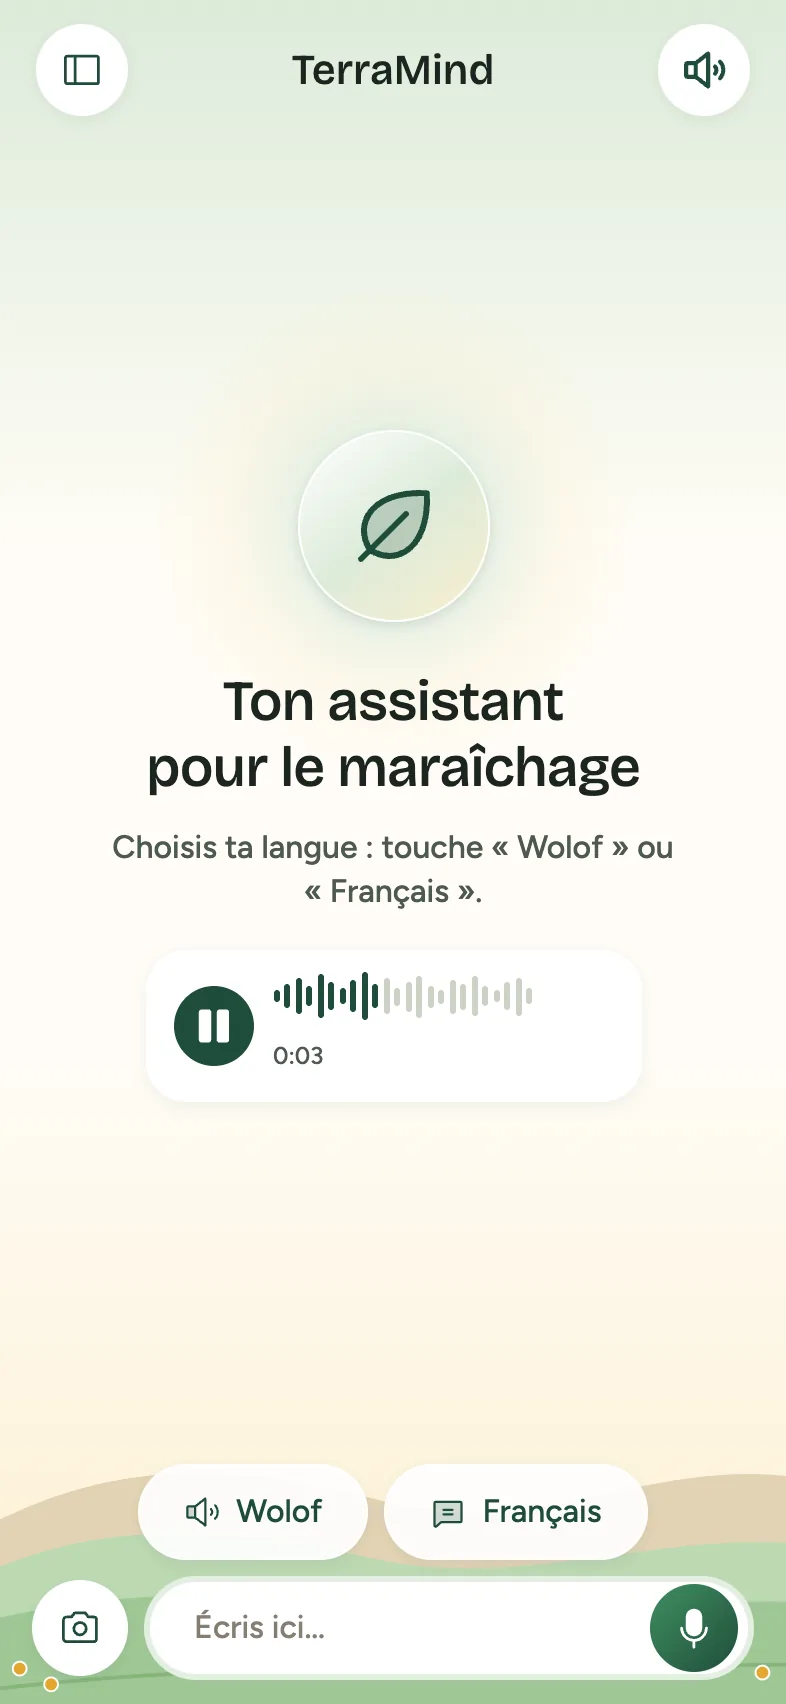 TerraMind
Ton assistant
pour le maraîchage
Choisis ta langue : touche « Wolof » ou
« Français ».
0:03
Wolof
Français
Écris ici...